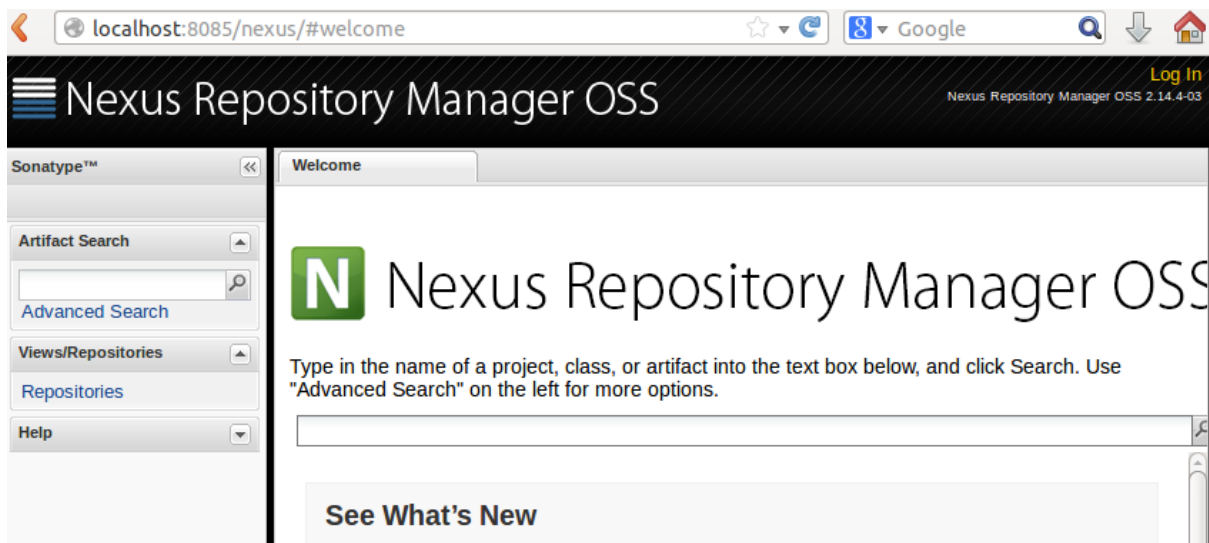 localhost:8085/nexus/#welcome
8 Google
Nexus Repository Manager OSS
Log In
Nexus Repository Manager OSS 2.14.4-03
Sonatype™
Welcome
Artifact Search
Advanced Search
Views/Repositories
Repositories
Help
N Nexus Repository Manager OSS
Type in the name of a project, class, or artifact into the text box below, and click Search. Use
"Advanced Search" on the left for more options.
See What's New